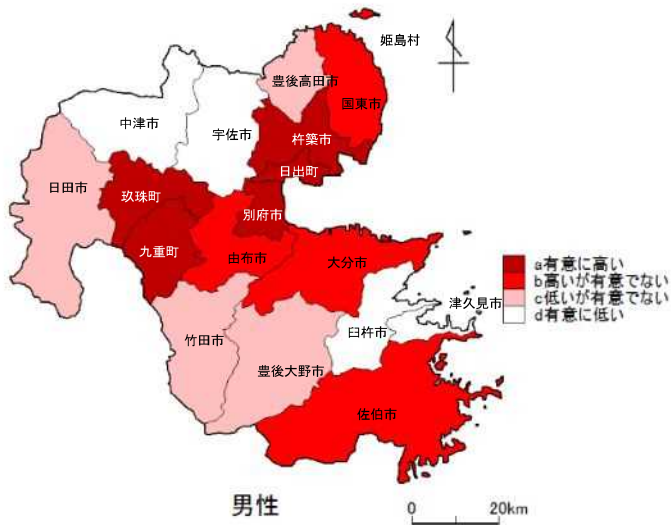 姫島村
豊後高田市
国東市
中津市
宇佐市
杵築市
日出町
日田市
玖珠町
別府市
九重町
由布市
大分市
a有意に高い
b高いが有意でない
c低いが有意でない
d有意に低い
津久見市
臼杵市
竹田市
豊後大野市
佐伯市
男性
0 20km